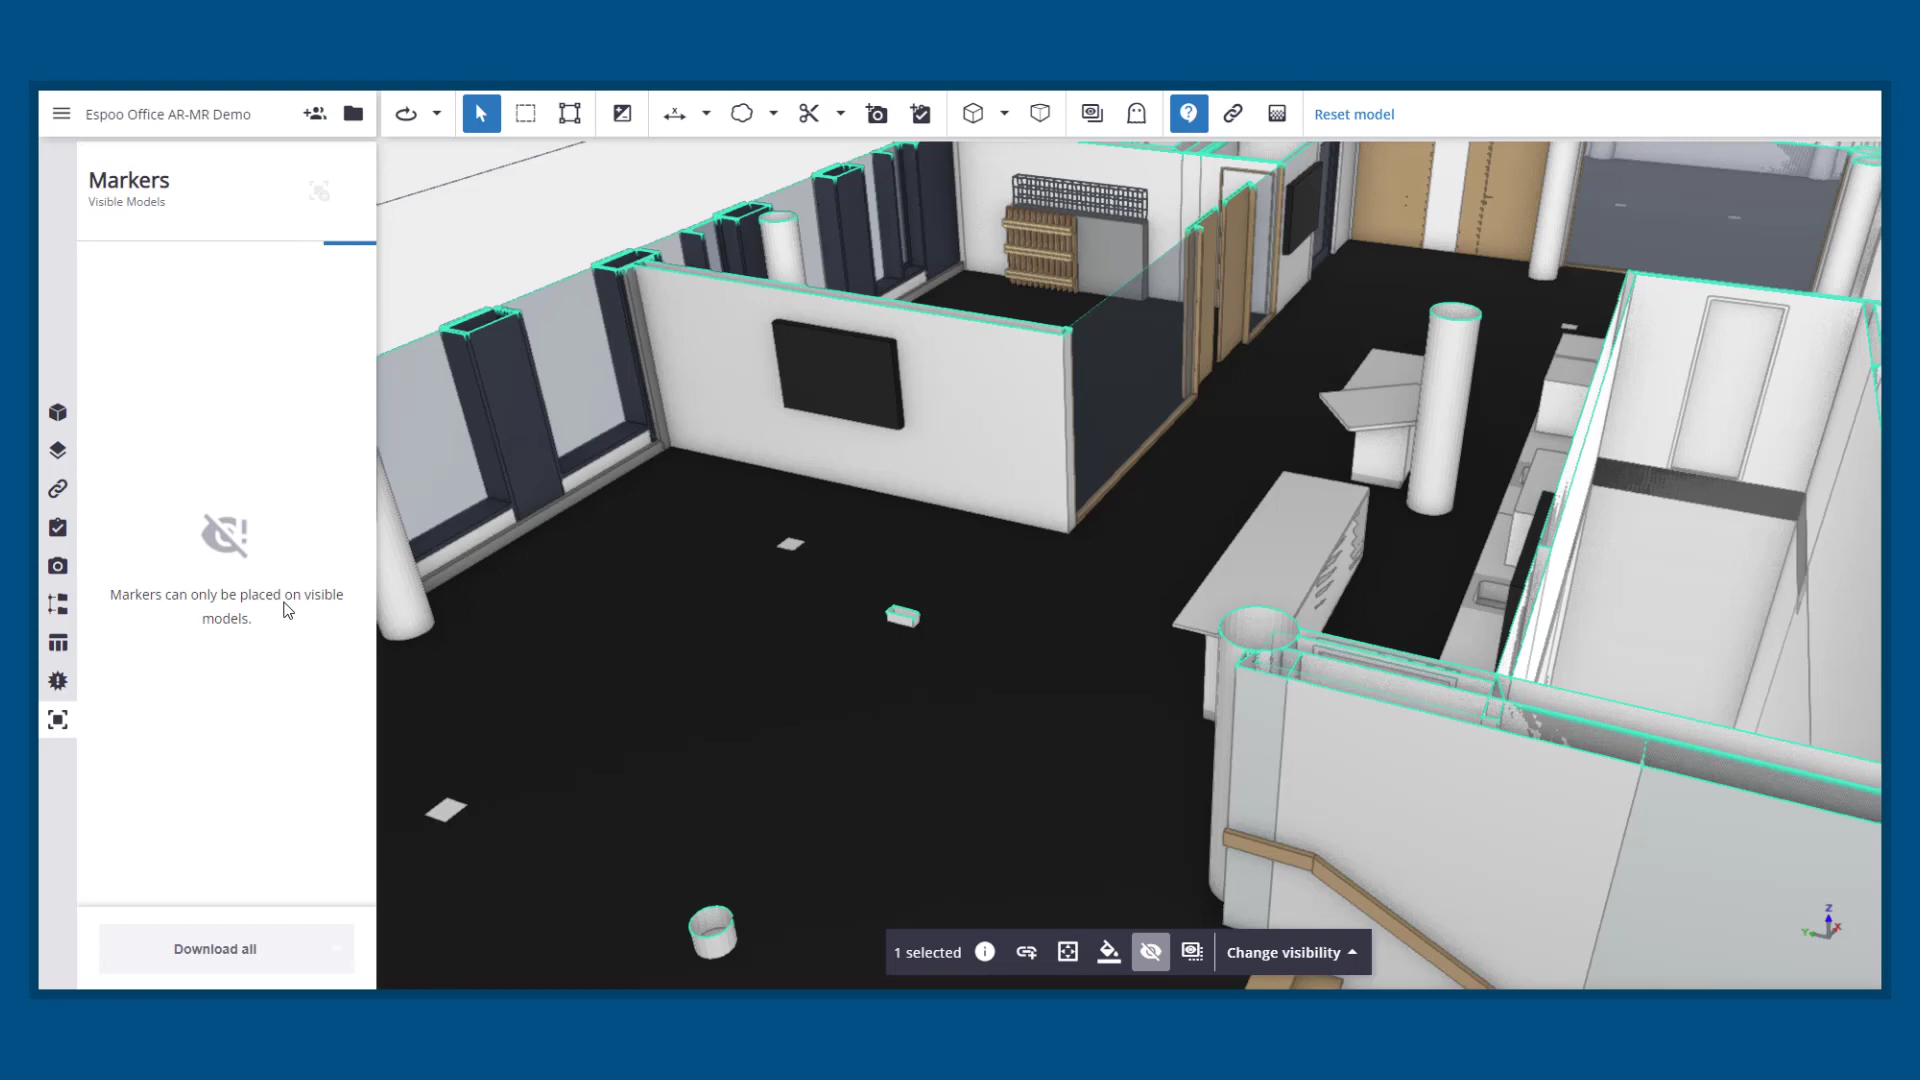 Espoo Office AR-MR Demo
Reset model
Markers
Visible Models
Markers can only be placed on visible
models.
Download all
1 selected
Change visibility
Z
Y
X